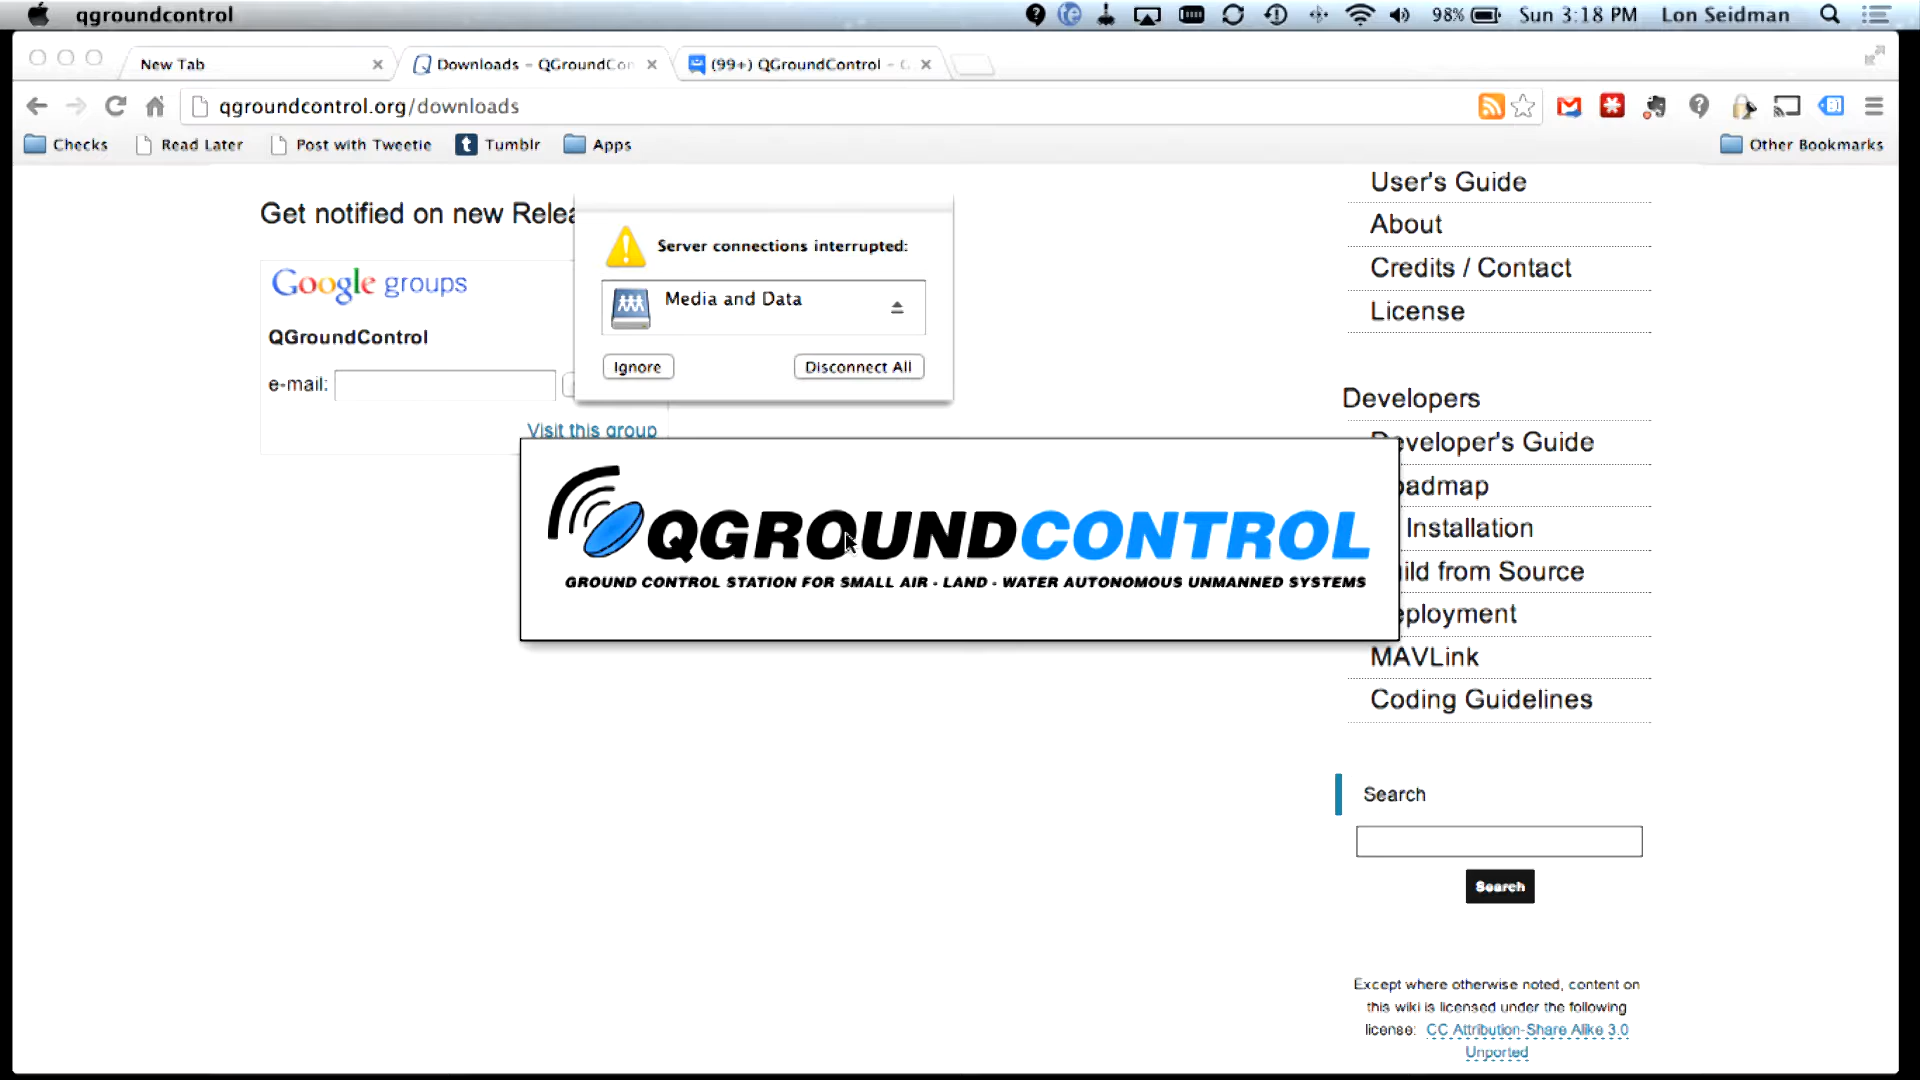 qgroundcontrol
98%
Sun 3:18 PM
Lon Seidman
New Tab
Downloads – QGroundCon
(99+) QGroundControl –
qgroundcontrol.org/downloads
Checks
Read Later
Post with Tweetie
Tumblr
Apps
Other Bookmarks
Get notified on new Relea
Google groups
QGroundControl
e-mail:
Visit this group
Server connections interrupted:
Media and Data
Ignore
Disconnect All
QGROUNDCONTROL
GROUND CONTROL STATION FOR SMALL AIR - LAND - WATER AUTONOMOUS UNMANNED SYSTEMS
User's Guide
About
Credits / Contact
License
Developers
Developer's Guide
oadmap
Installation
ild from Source
eployment
MAVLink
Coding Guidelines
Search
Search
Except where otherwise noted, content on
this wiki is licensed under the following
license: CC Attribution-Share Alike 3.0
Unported